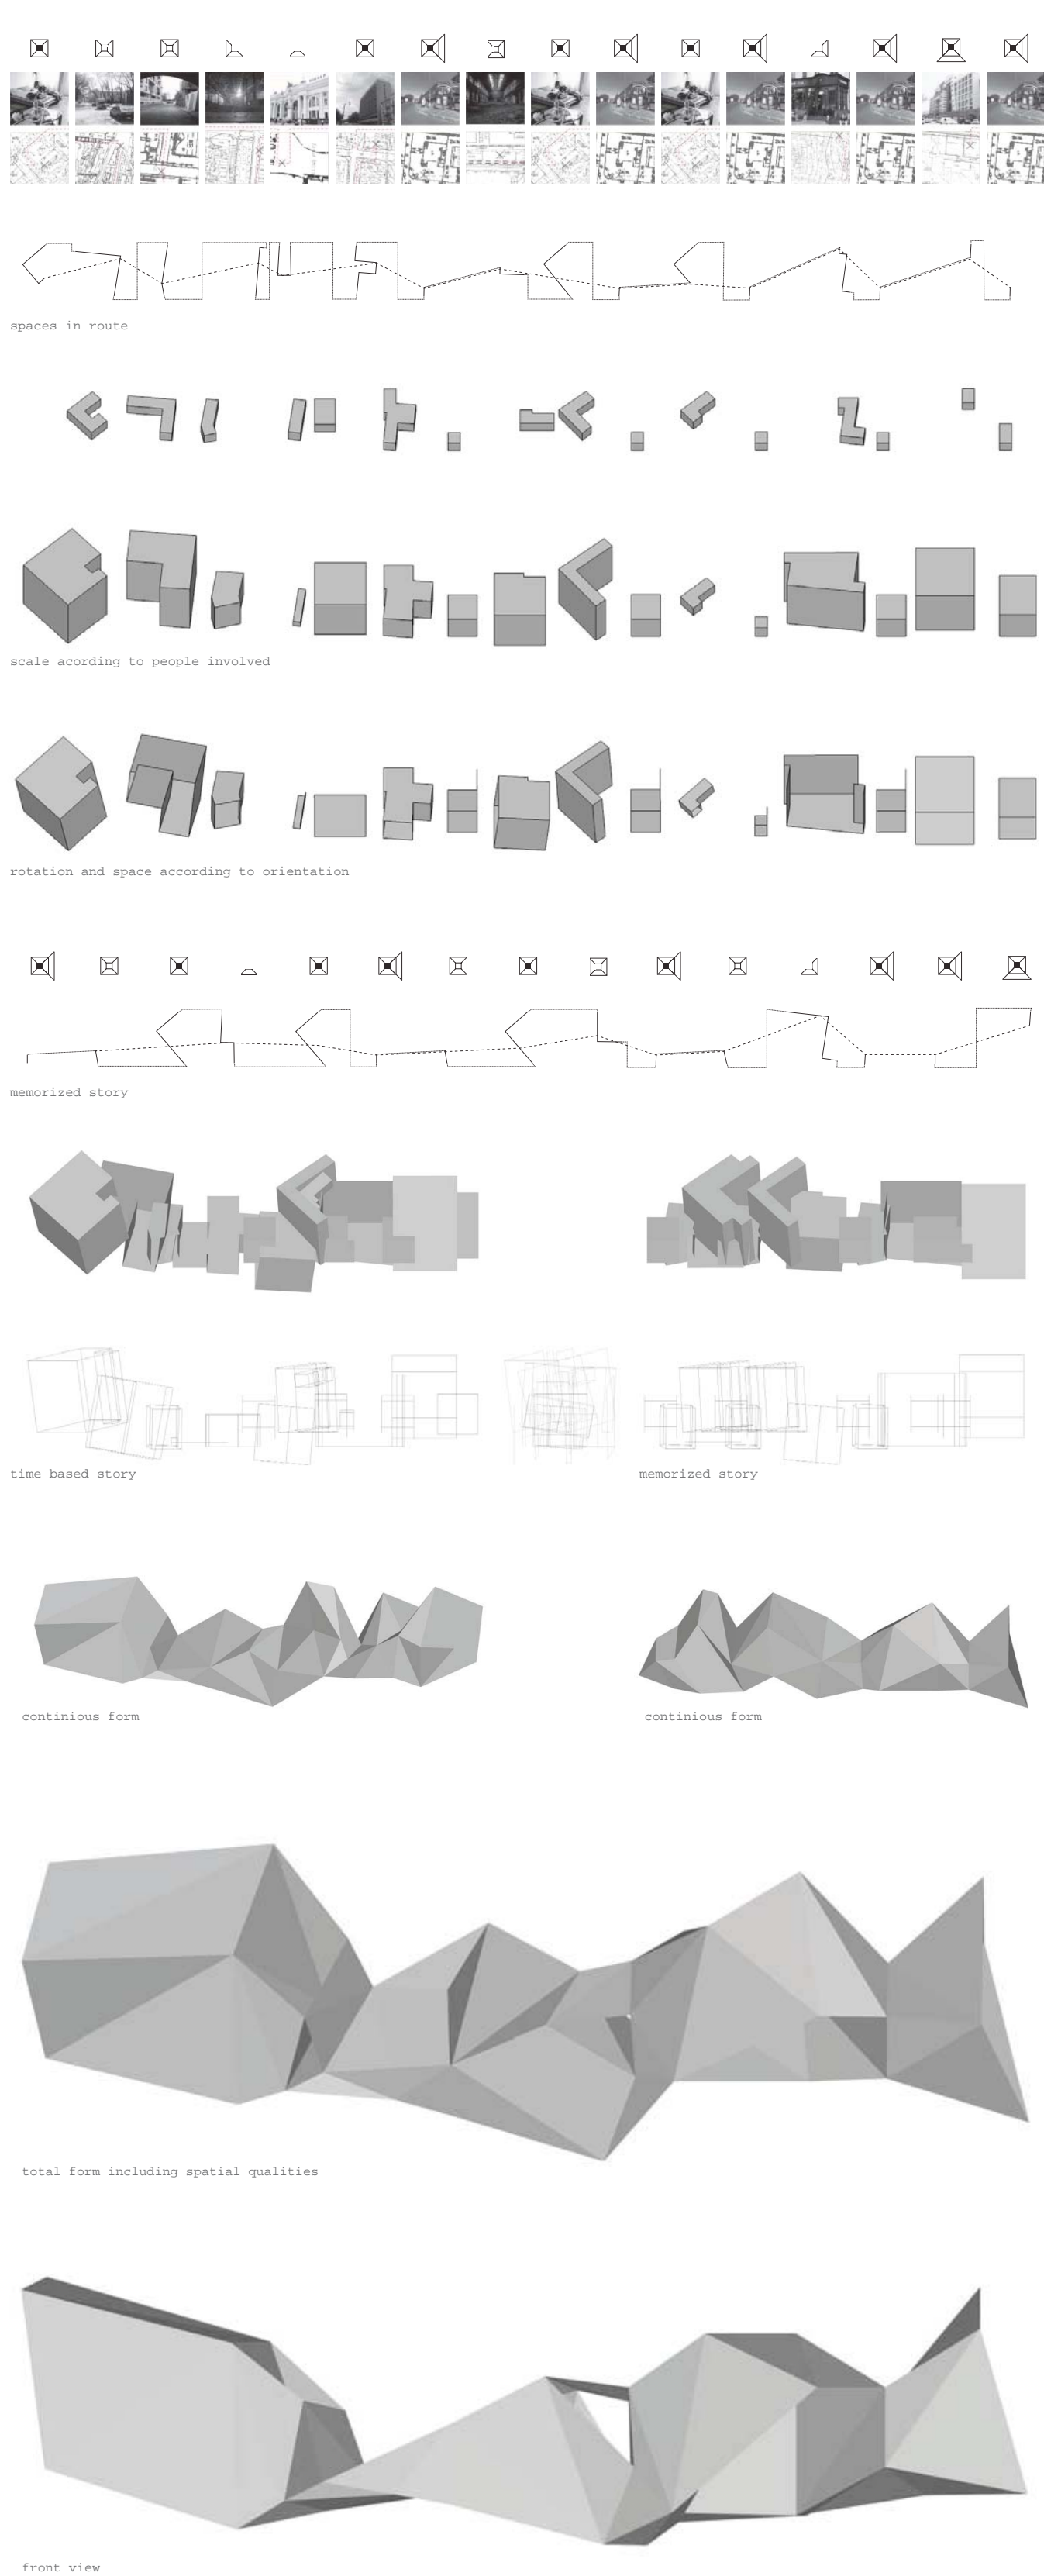 spaces in route
scale acording to people involved
rotation and space according to orientation
memorized story
time based story
memorized story
continious form
continious form
total form including spatial qualities
front view